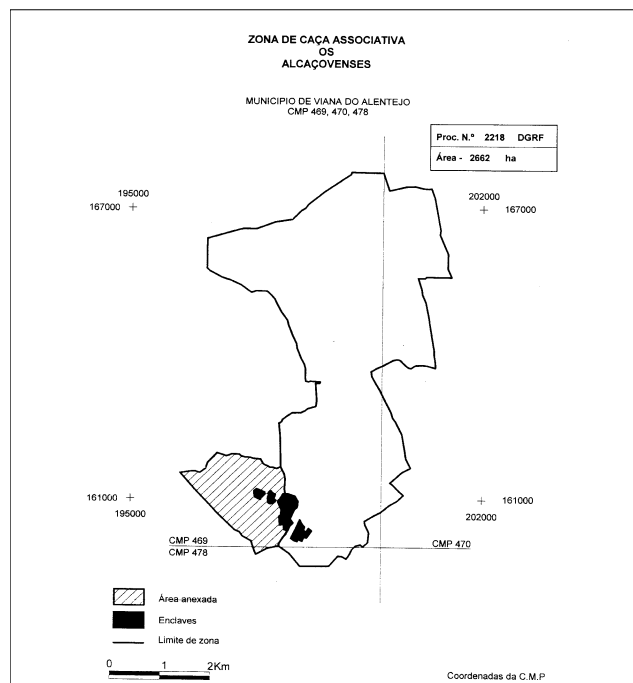 ZONA DE CAÇA ASSOCIATIVA
OS
ALCAÇOVENSES
MUNICIPIO DE VIANA DO ALENTEJO
CMP 469, 470, 478
Proc. N.º 2218 DGRF
Área - 2662 ha
195000
167000
202000
167000
161000
195000
161000
202000
CMP 469
CMP 478
CMP 470
Área anexada
Enclaves
Limite de zona
0 1 2Km
Coordenadas da C.M.P